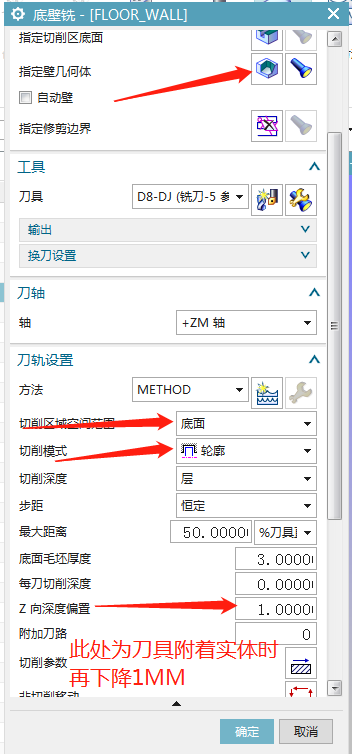 底壁铣 - [FLOOR_WALL]
指定切削区底面
指定壁几何体
自动壁
指定修剪边界
工具
刀具 D8-DJ (铣刀-5 参
输出
换刀设置
刀轴
轴 +ZM 轴
刀轨设置
方法 METHOD
切削区域空间范围 底面
切削模式 轮廓
切削深度 层
步距 恒定
最大距离 50.0000 %刀具直
底面毛坯厚度 3.0000
每刀切削深度 0.0000
Z 向深度偏置 1.0000
附加刀路 0
此处为刀具附着实体时
再下降1MM
切削参数
非切削移动
确定 取消